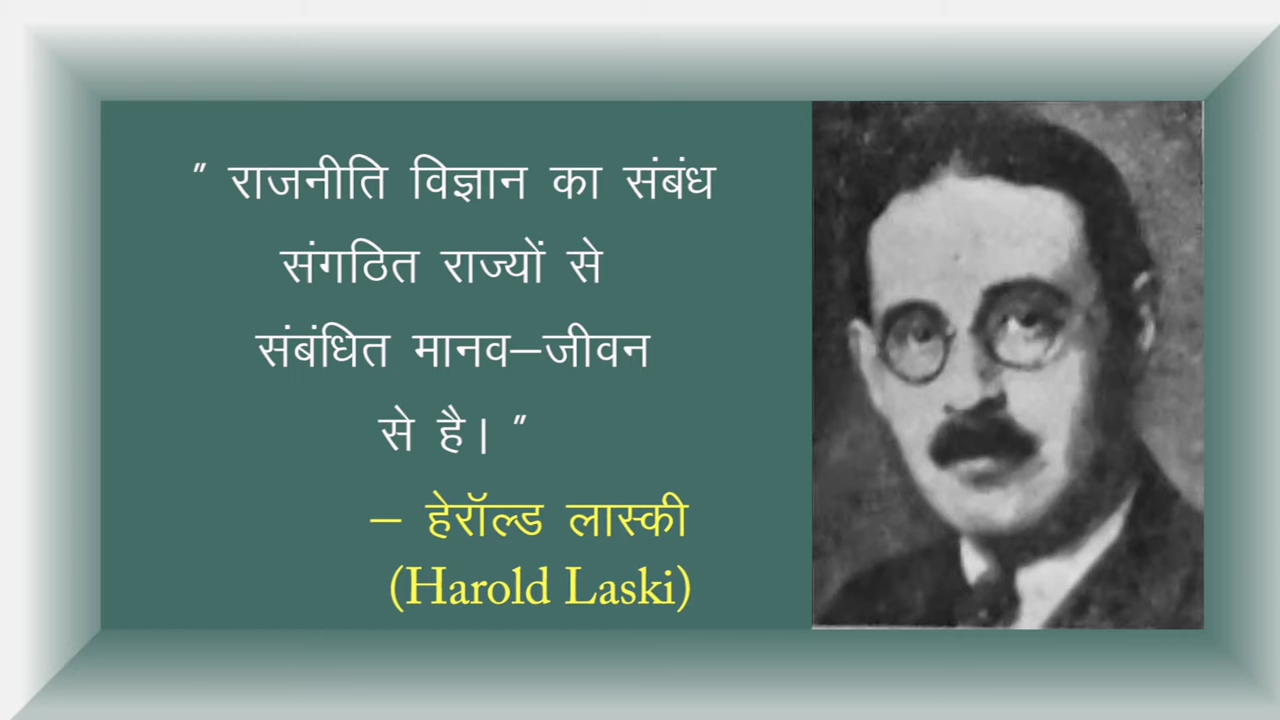 " राजनीति विज्ञान का संबंध
संगठित राज्यों से
संबंधित मानव–जीवन
से है। "
– हेरॉल्ड लास्की
(Harold Laski)